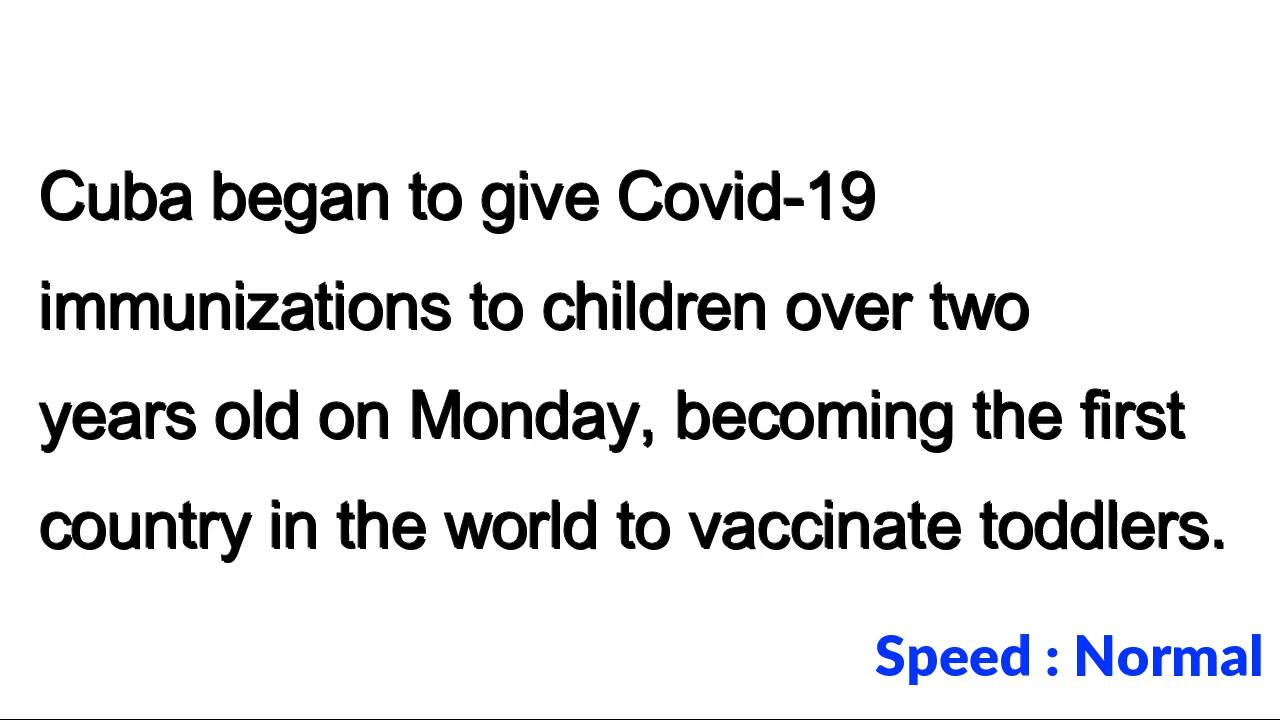 Cuba began to give Covid-19
immunizations to children over two
years old on Monday, becoming the first
country in the world to vaccinate toddlers.
Speed : Normal